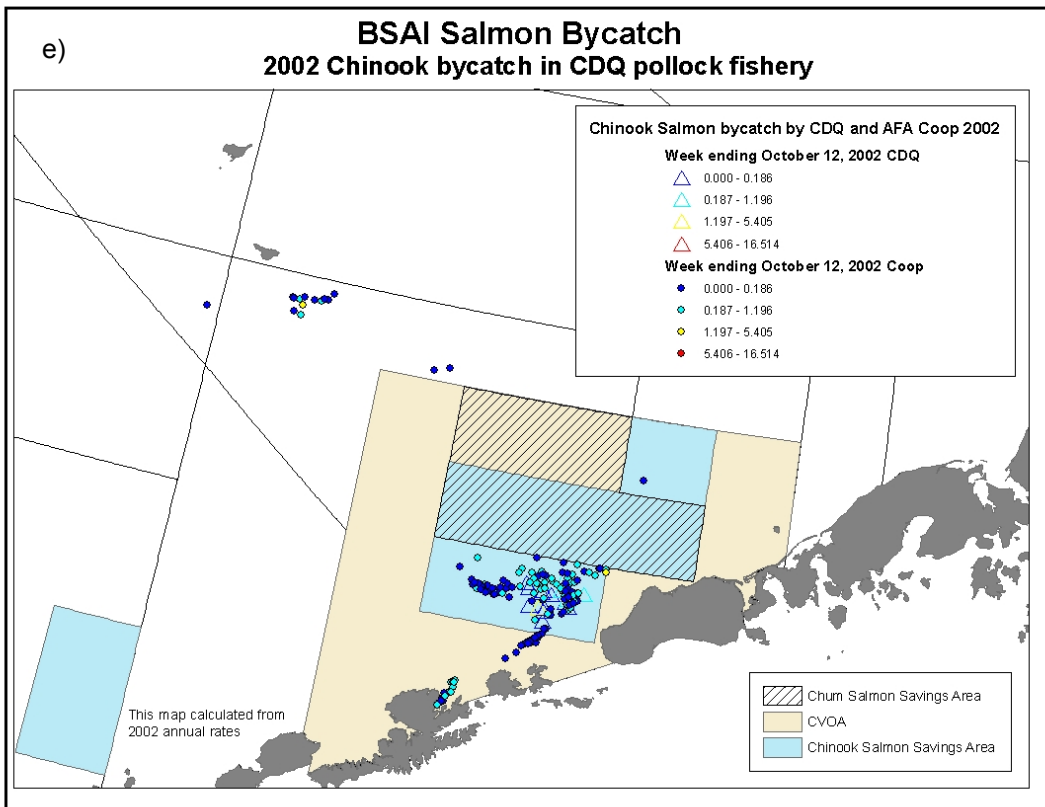 e)
BSAI Salmon Bycatch
2002 Chinook bycatch in CDQ pollock fishery
Chinook Salmon bycatch by CDQ and AFA Coop 2002
Week ending October 12, 2002 CDQ
0.000 - 0.186
0.187 - 1.196
1.197 - 5.405
5.406 - 16.514
Week ending October 12, 2002 Coop
0.000 - 0.186
0.187 - 1.196
1.197 - 5.405
5.406 - 16.514
This map calculated from
2002 annual rates
Chum Salmon Savings Area
CVOA
Chinook Salmon Savings Area